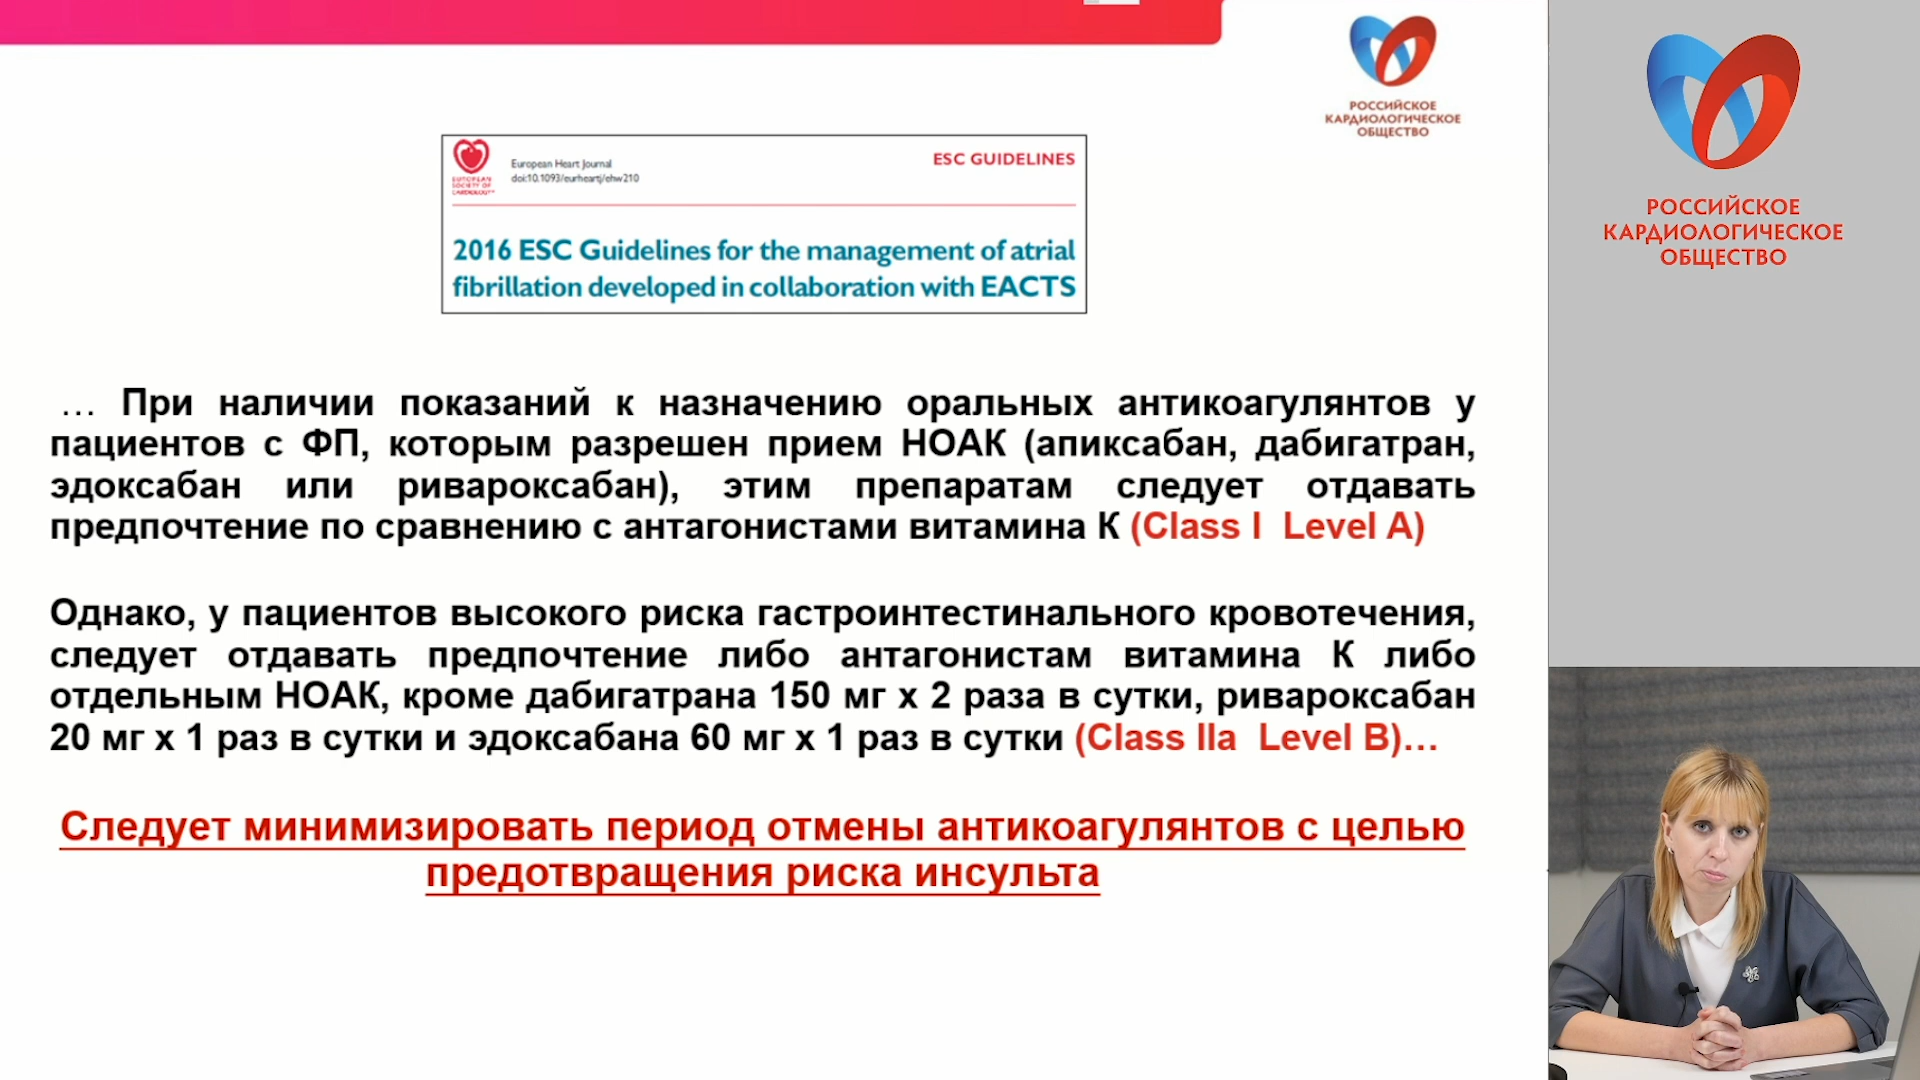 РОССИЙСКОЕ
КАРДИОЛОГИЧЕСКОЕ
ОБЩЕСТВО
EUROPEAN
SOCIETY OF
CARDIOLOGY®
European Heart Journal
doi:10.1093/eurheartj/ehw210
ESC GUIDELINES
2016 ESC Guidelines for the management of atrial
fibrillation developed in collaboration with EACTS
… При наличии показаний к назначению оральных антикоагулянтов у
пациентов с ФП, которым разрешен прием НОАК (апиксабан, дабигатран,
эдоксабан или ривароксабан), этим препаратам следует отдавать
предпочтение по сравнению с антагонистами витамина К (Class I Level A)
Однако, у пациентов высокого риска гастроинтестинального кровотечения,
следует отдавать предпочтение либо антагонистам витамина К либо
отдельным НОАК, кроме дабигатрана 150 мг х 2 раза в сутки, ривароксабан
20 мг х 1 раз в сутки и эдоксабана 60 мг х 1 раз в сутки (Class IIa Level B)…
Следует минимизировать период отмены антикоагулянтов с целью
предотвращения риска инсульта
РОССИЙСКОЕ
КАРДИОЛОГИЧЕСКОЕ
ОБЩЕСТВО